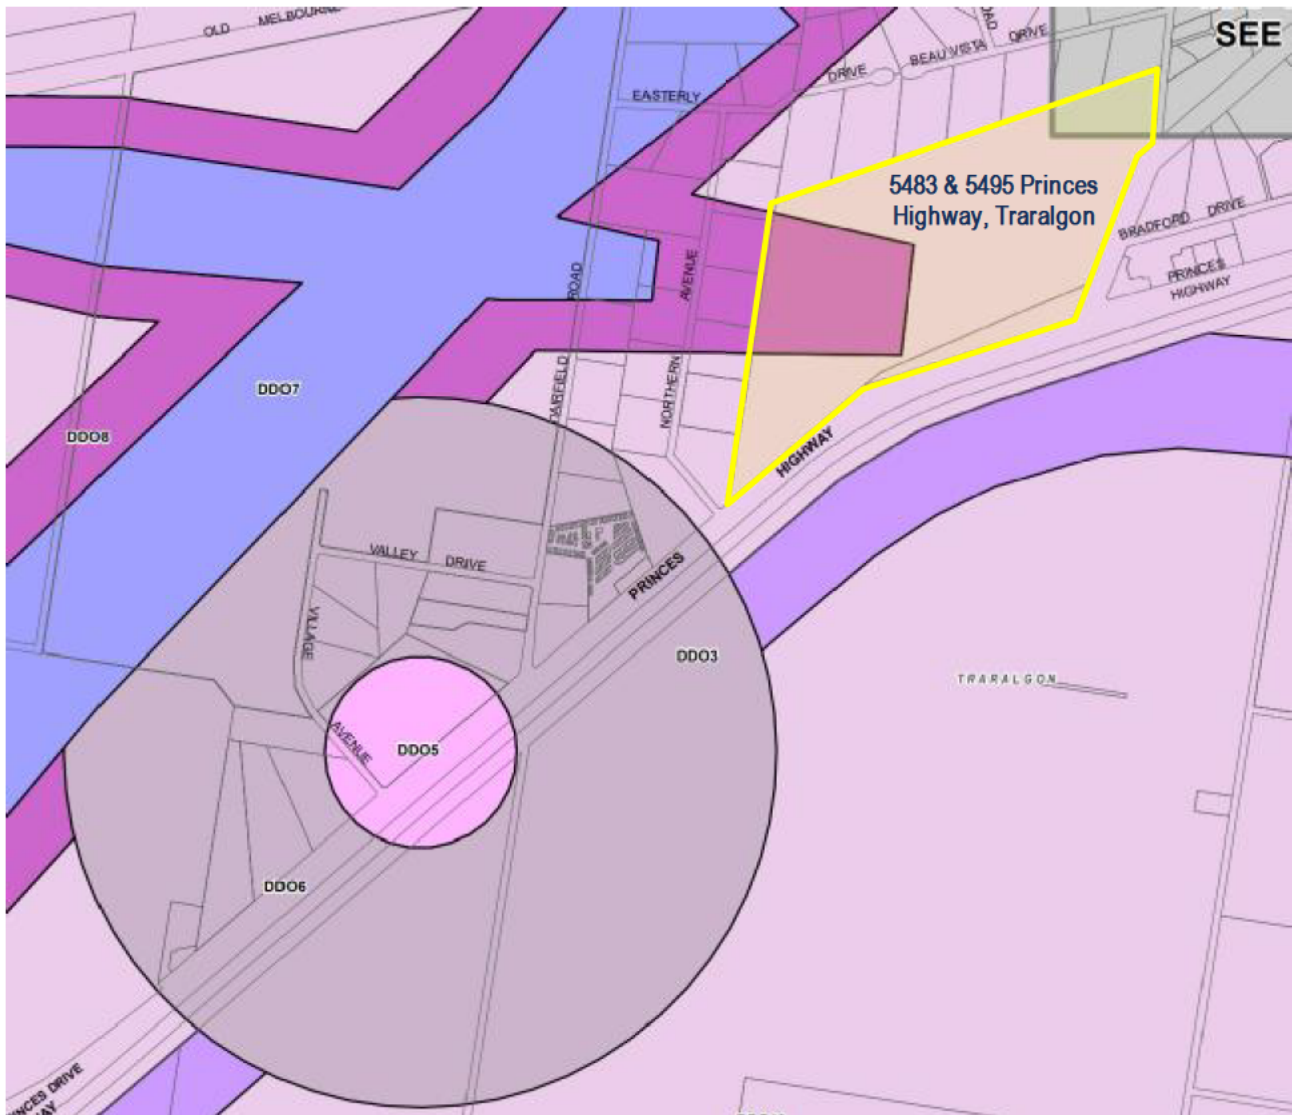 OLD MELBOURNE
SEE
BEAU VISTA DRIVE
DRIVE
EASTERLY
5483 & 5495 Princes
Highway, Traralgon
BRADFORD DRIVE
PRINCES
HIGHWAY
ROAD
AVENUE
DDO7
FAIRFIELD
NORTHERN
DDO8
HIGHWAY
VALLEY DRIVE
PRINCES
VILLAGE
DDO3
TRARALGON
AVENUE
DDO5
DDO6